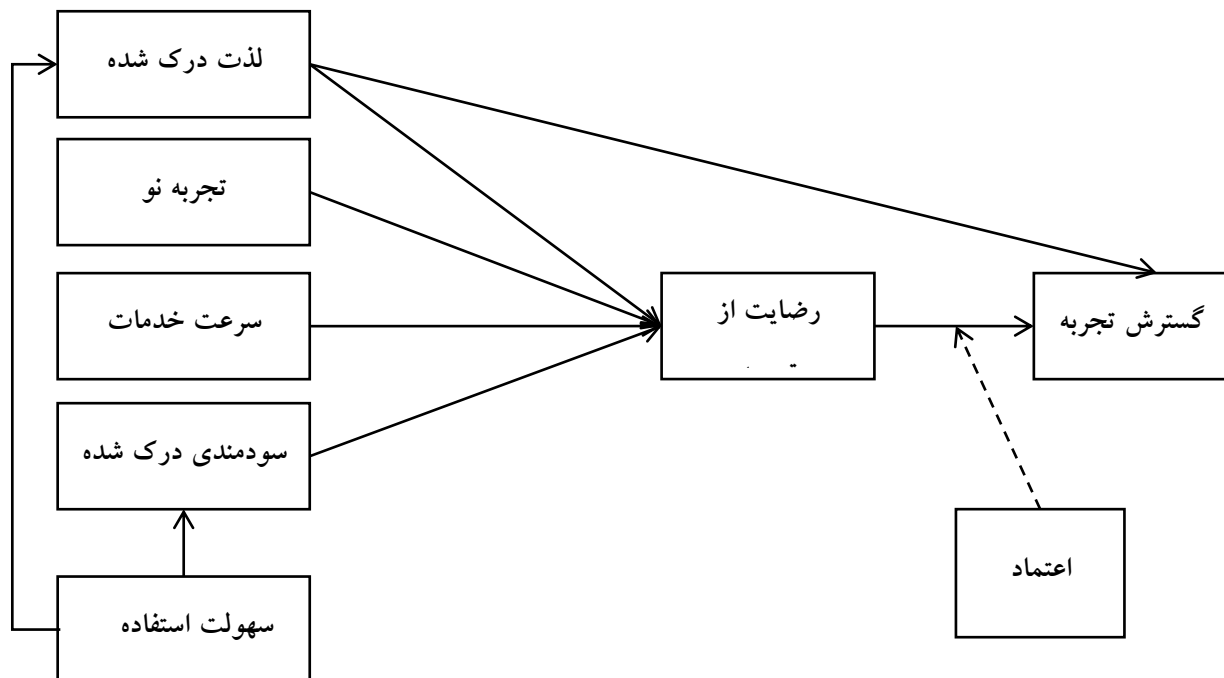 لذت درک شده
تجربه نو
سرعت خدمات
سودمندی درک شده
سهولت استفاده
رضایت از
گسترش تجربه
اعتماد